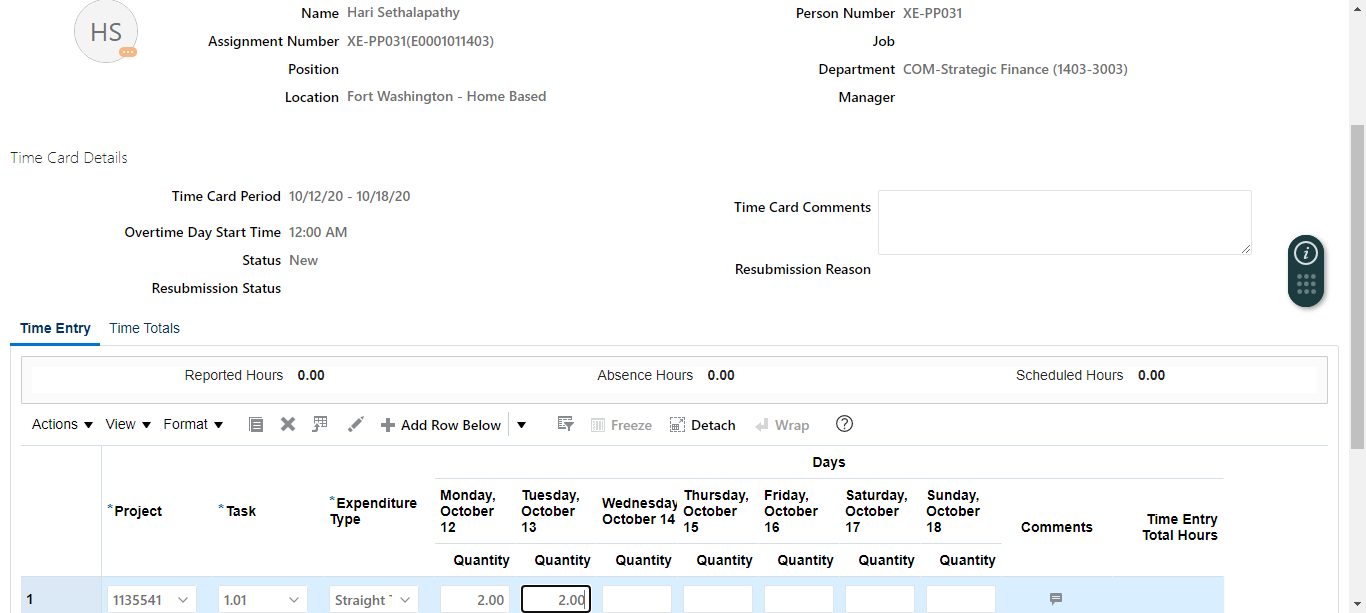 HS
Name Hari Sethalapathy
Person Number XE-PP031
Assignment Number XE-PP031(E0001011403)
Job
Position
Department COM-Strategic Finance (1403-3003)
Location Fort Washington - Home Based
Manager
Time Card Details
Time Card Period 10/12/20 - 10/18/20
Time Card Comments
Overtime Day Start Time 12:00 AM
Status New
Resubmission Reason
Resubmission Status
Time Entry Time Totals
Reported Hours 0.00 Absence Hours 0.00 Scheduled Hours 0.00
Actions View Format Add Row Below Freeze Detach Wrap
Days
*Project *Task *Expenditure Type
Monday, October 12
Tuesday, October 13
Wednesday October 14
Thursday, October 15
Friday, October 16
Saturday, October 17
Sunday, October 18
Comments
Time Entry Total Hours
Quantity Quantity Quantity Quantity Quantity Quantity Quantity
1 1135541 1.01 Straight 2.00 2.00